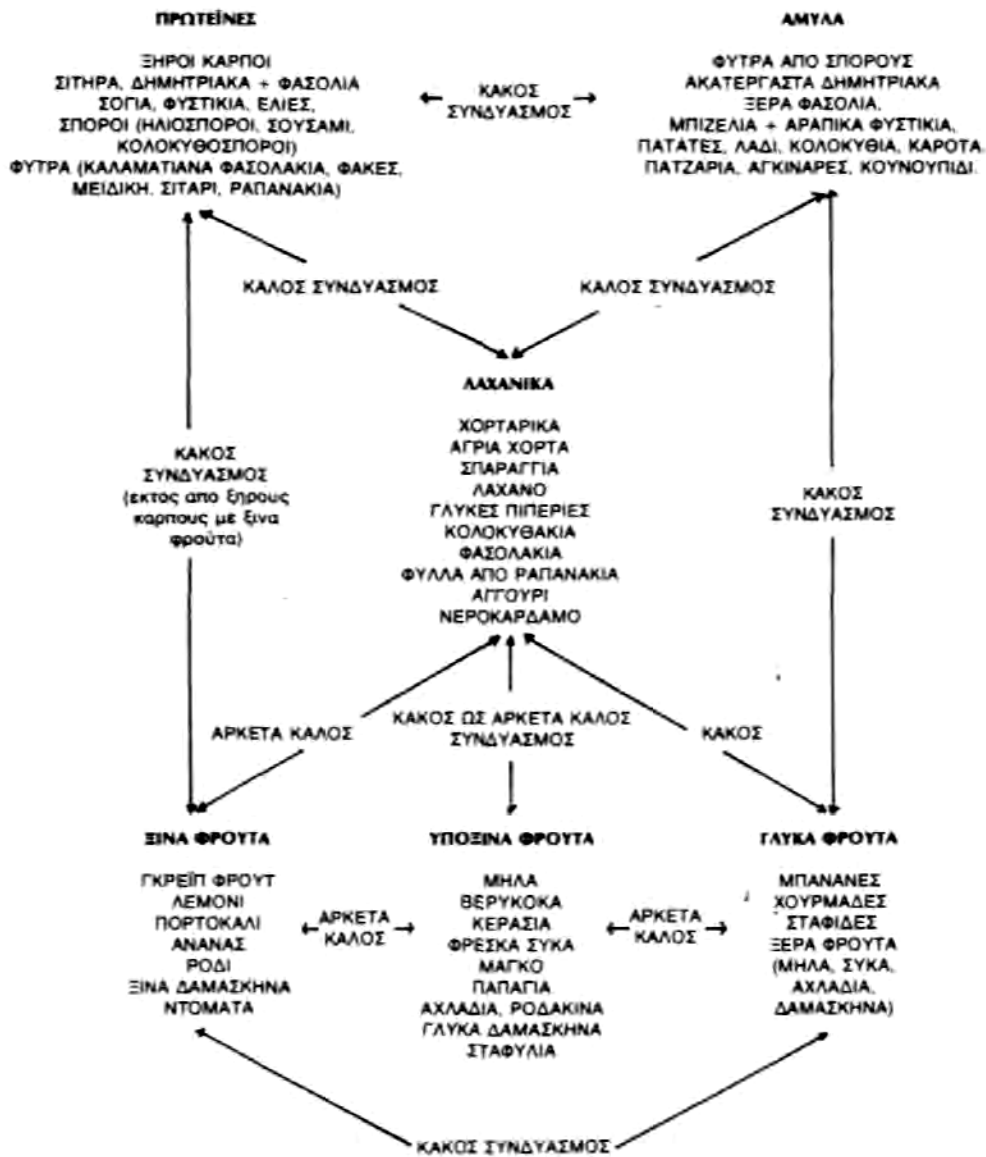 ΠΡΩΤΕΪΝΕΣ
ΞΗΡΟΙ ΚΑΡΠΟΙ
ΣΙΤΗΡΑ, ΔΗΜΗΤΡΙΑΚΑ + ΦΑΣΟΛΙΑ
ΣΟΓΙΑ, ΦΥΣΤΙΚΙΑ, ΕΛΙΕΣ,
ΣΠΟΡΟΙ (ΗΛΙΟΣΠΟΡΟΙ, ΣΟΥΣΑΜΙ,
ΚΟΛΟΚΥΘΟΣΠΟΡΟΙ)
ΦΥΤΡΑ (ΚΑΛΑΜΑΤΙΑΝΑ ΦΑΣΟΛΑΚΙΑ, ΦΑΚΕΣ,
ΜΕΙΔΙΚΗ. ΣΙΤΑΡΙ, ΡΑΠΑΝΑΚΙΑ)
ΚΑΚΟΣ
ΣΥΝΔΥΑΣΜΟΣ
ΑΜΥΛΑ
ΦΥΤΡΑ ΑΠΟ ΣΠΟΡΟΥΣ
ΑΚΑΤΕΡΓΑΣΤΑ ΔΗΜΗΤΡΙΑΚΑ
ΞΕΡΑ ΦΑΣΟΛΙΑ,
ΜΠΙΖΕΛΙΑ + ΑΡΑΠΙΚΑ ΦΥΣΤΙΚΙΑ,
ΠΑΤΑΤΕΣ, ΛΑΔΙ, ΚΟΛΟΚΥΘΙΑ, ΚΑΡΟΤΑ.
ΠΑΤΖΑΡΙΑ, ΑΓΚΙΝΑΡΕΣ, ΚΟΥΝΟΥΠΙΔΙ.
ΚΑΛΟΣ ΣΥΝΔΥΑΣΜΟΣ
ΚΑΛΟΣ ΣΥΝΔΥΑΣΜΟΣ
ΛΑΧΑΝΙΚΑ
ΧΟΡΤΑΡΙΚΑ
ΑΓΡΙΑ ΧΟΡΤΑ
ΣΠΑΡΑΓΓΙΑ
ΛΑΧΑΝΟ
ΓΛΥΚΕΣ ΠΙΠΕΡΙΕΣ
ΚΟΛΟΚΥΘΑΚΙΑ
ΦΑΣΟΛΑΚΙΑ
ΦΥΛΛΑ ΑΠΟ ΡΑΠΑΝΑΚΙΑ
ΑΓΓΟΥΡΙ
ΝΕΡΟΚΑΡΔΑΜΟ
ΚΑΚΟΣ
ΣΥΝΔΥΑΣΜΟΣ
(εκτος απο ξηρους
καρπους με ξινα
φρούτα)
ΚΑΚΟΣ
ΣΥΝΔΥΑΣΜΟΣ
ΑΡΚΕΤΑ ΚΑΛΟΣ
ΚΑΚΟΣ ΩΣ ΑΡΚΕΤΑ ΚΑΛΟΣ
ΣΥΝΔΥΑΣΜΟΣ
ΚΑΚΟΣ
ΞΙΝΑ ΦΡΟΥΤΑ
ΓΚΡΕΪΠ ΦΡΟΥΤ
ΛΕΜΟΝΙ
ΠΟΡΤΟΚΑΛΙ
ΑΝΑΝΑΣ
ΡΟΔΙ
ΞΙΝΑ ΔΑΜΑΣΚΗΝΑ
ΝΤΟΜΑΤΑ
ΑΡΚΕΤΑ
ΚΑΛΟΣ
ΥΠΟΞΙΝΑ ΦΡΟΥΤΑ
ΜΗΛΑ
ΒΕΡΥΚΟΚΑ
ΚΕΡΑΣΙΑ
ΦΡΕΣΚΑ ΣΥΚΑ
ΜΑΓΚΟ
ΠΑΠΑΓΙΑ
ΑΧΛΑΔΙΑ, ΡΟΔΑΚΙΝΑ
ΓΛΥΚΑ ΔΑΜΑΣΚΗΝΑ
ΣΤΑΦΥΛΙΑ
ΑΡΚΕΤΑ
ΚΑΛΟΣ
ΓΛΥΚΑ ΦΡΟΥΤΑ
ΜΠΑΝΑΝΕΣ
ΧΟΥΡΜΑΔΕΣ
ΣΤΑΦΙΔΕΣ
ΞΕΡΑ ΦΡΟΥΤΑ
(ΜΗΛΑ, ΣΥΚΑ,
ΑΧΛΑΔΙΑ,
ΔΑΜΑΣΚΗΝΑ)
ΚΑΚΟΣ ΣΥΝΔΥΑΣΜΟΣ